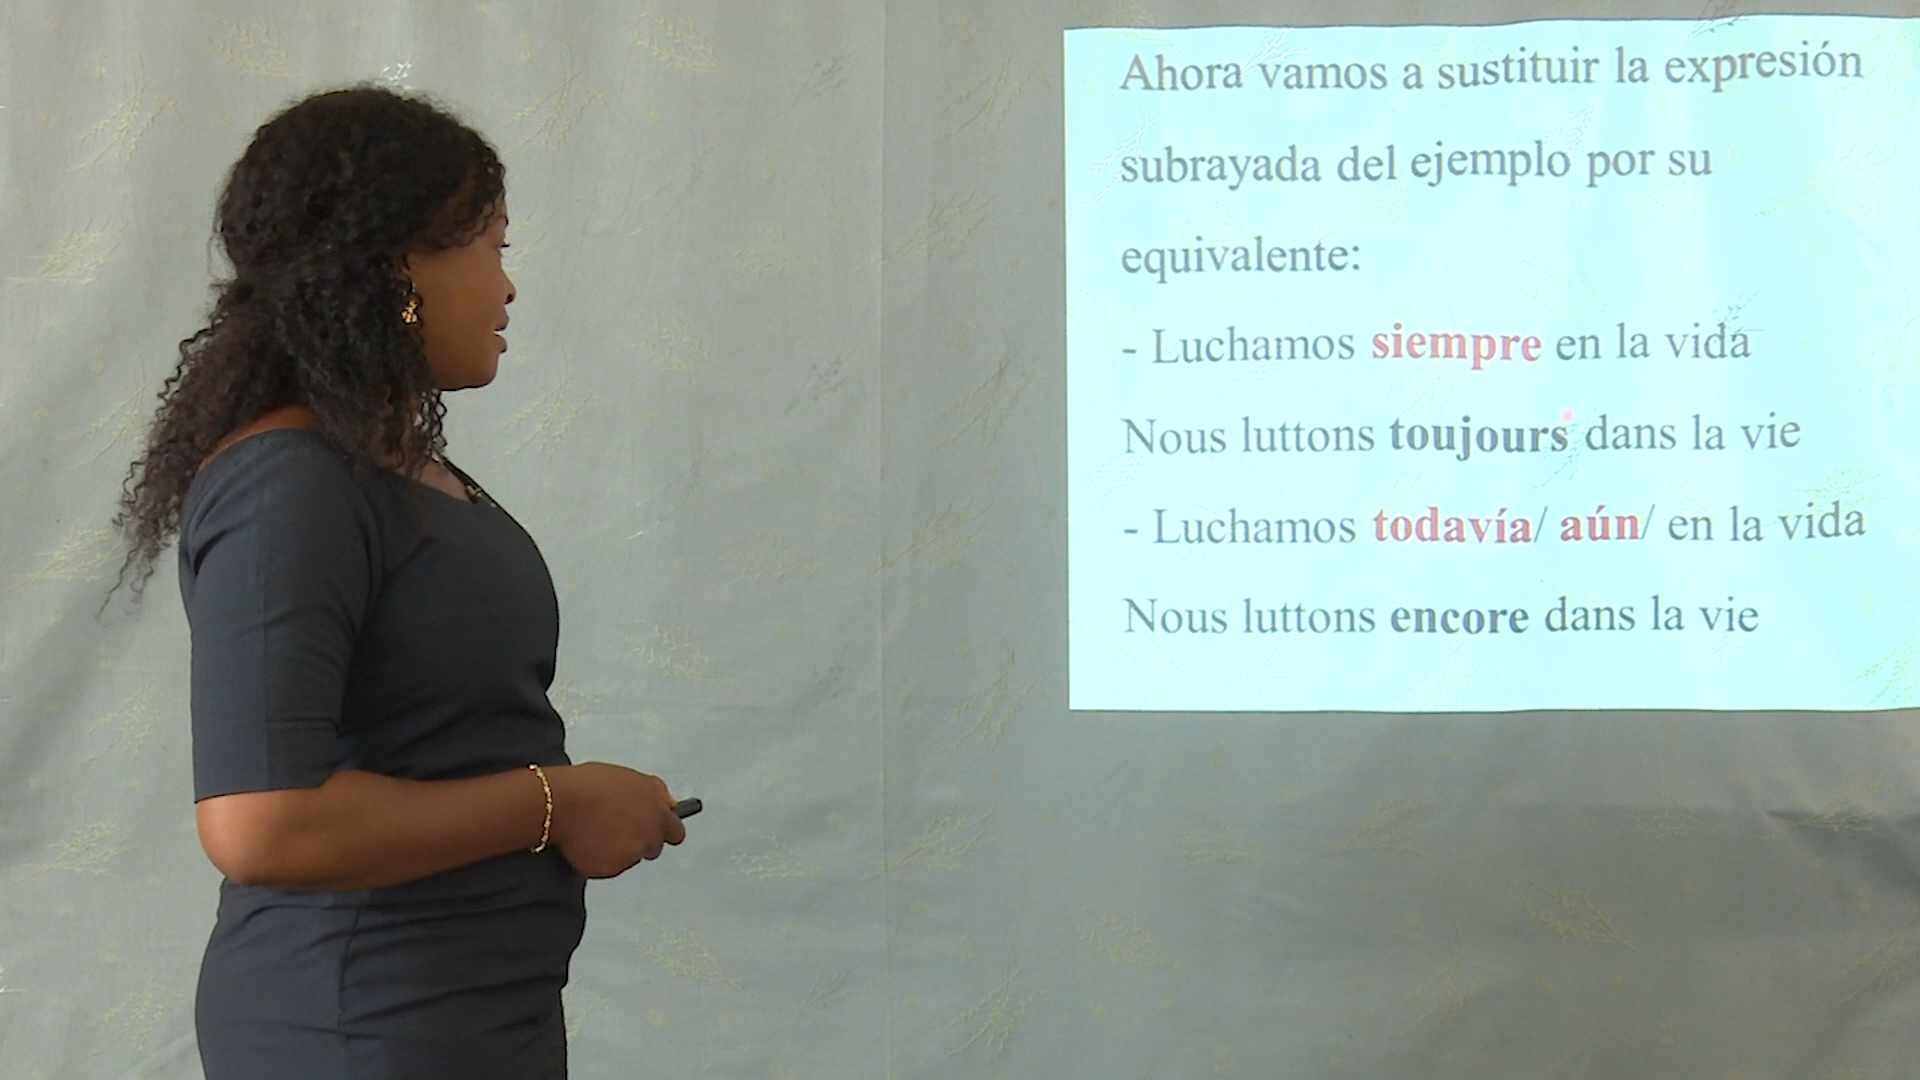 Ahora vamos a sustituir la expresión
subrayada del ejemplo por su
equivalente:
- Luchamos siempre en la vida
Nous luttons toujours dans la vie
- Luchamos todavía/ aún/ en la vida
Nous luttons encore dans la vie